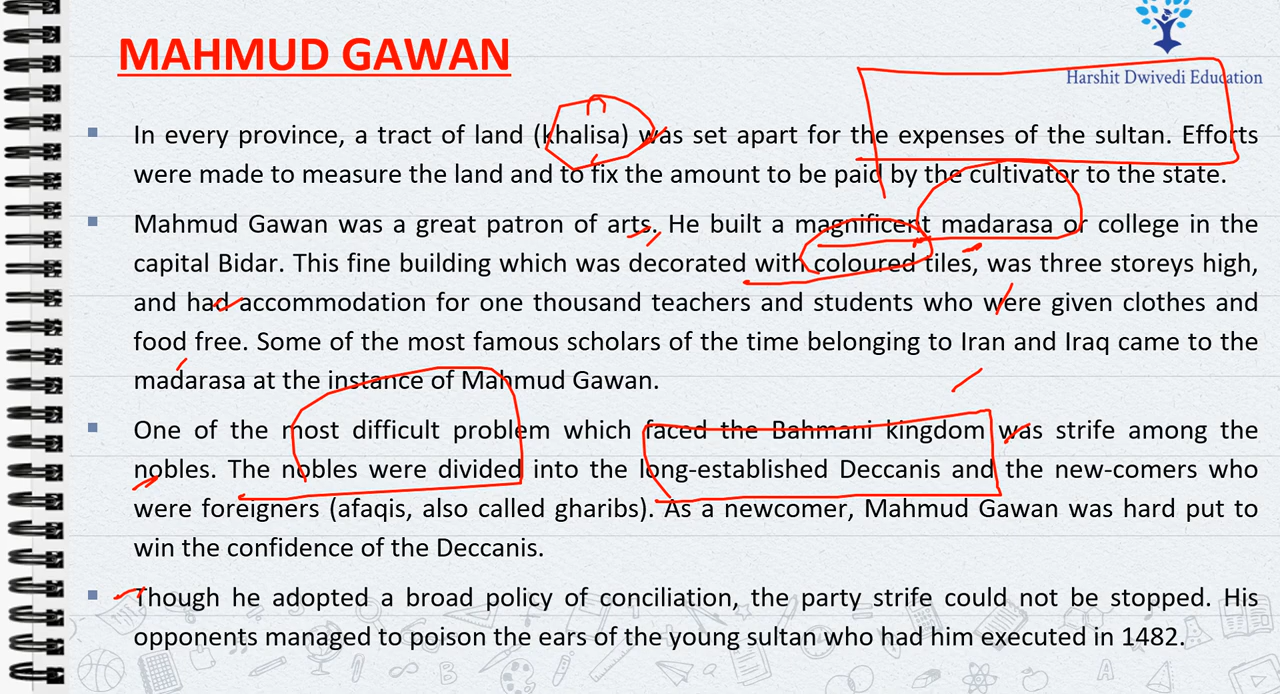 MAHMUD GAWAN
Harshit Dwivedi Education
▪ In every province, a tract of land (khalisa) was set apart for the expenses of the sultan. Efforts
were made to measure the land and to fix the amount to be paid by the cultivator to the state.
▪ Mahmud Gawan was a great patron of arts. He built a magnificent madarasa or college in the
capital Bidar. This fine building which was decorated with coloured tiles, was three storeys high,
and had accommodation for one thousand teachers and students who were given clothes and
food free. Some of the most famous scholars of the time belonging to Iran and Iraq came to the
madarasa at the instance of Mahmud Gawan.
▪ One of the most difficult problem which faced the Bahmani kingdom was strife among the
nobles. The nobles were divided into the long-established Deccanis and the new-comers who
were foreigners (afaqis, also called gharibs). As a newcomer, Mahmud Gawan was hard put to
win the confidence of the Deccanis.
▪ Though he adopted a broad policy of conciliation, the party strife could not be stopped. His
opponents managed to poison the ears of the young sultan who had him executed in 1482.